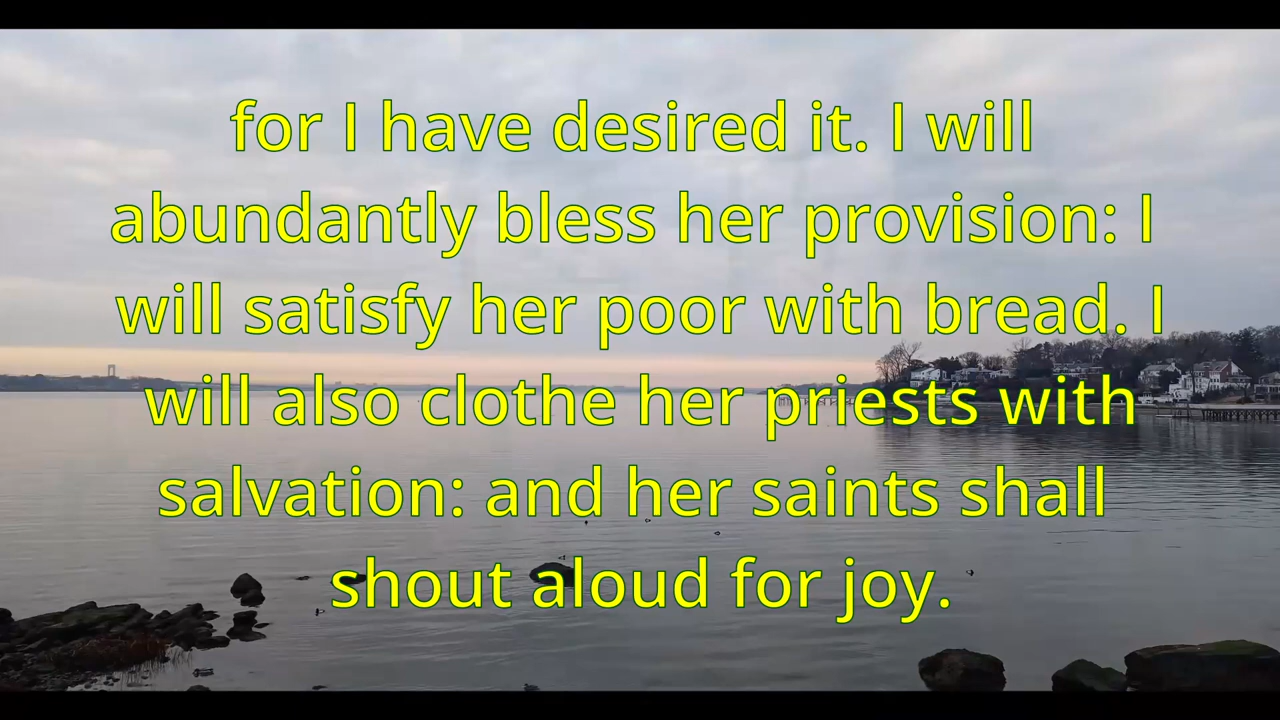 for I have desired it. I will
abundantly bless her provision: I
will satisfy her poor with bread. I
will also clothe her priests with
salvation: and her saints shall
shout aloud for joy.